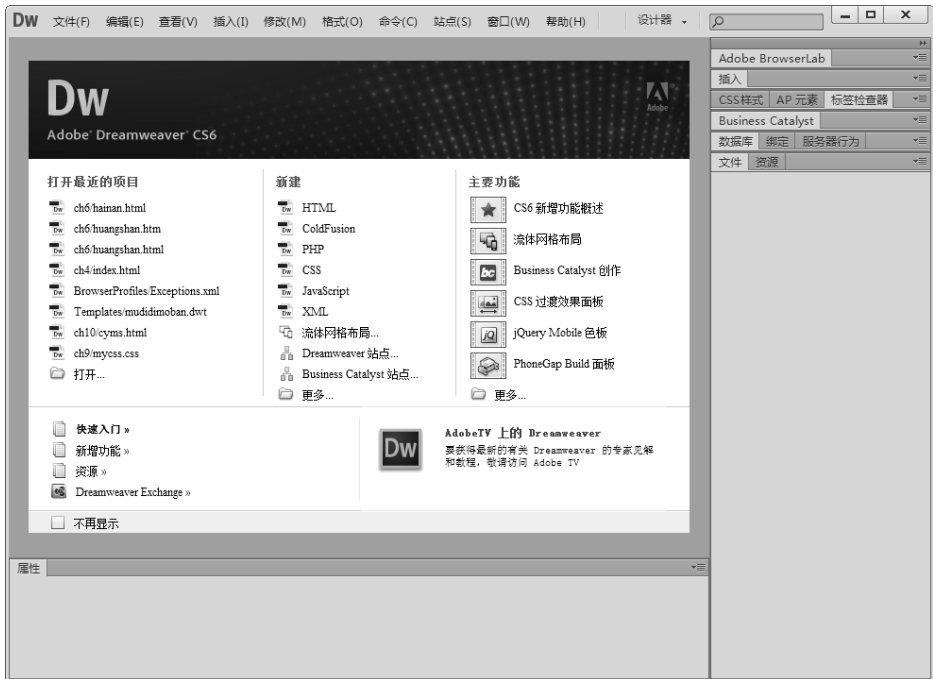 Dw 文件(F) 编辑(E) 查看(V) 插入(I) 修改(M) 格式(O) 命令(C) 站点(S) 窗口(W) 帮助(H) 设计器
Dw
Adobe® Dreamweaver® CS6
Adobe
打开最近的项目
ch6/hainan.html
ch6/huangshan.htm
ch6/huangshan.html
ch4/index.html
BrowserProfiles/Exceptions.xml
Templates/mudidimoban.dwt
ch10/cyms.html
ch9/mycss.css
打开...
新建
HTML
ColdFusion
PHP
CSS
JavaScript
XML
流体网格布局...
Dreamweaver 站点...
Business Catalyst 站点...
更多...
主要功能
CS6 新增功能概述
流体网格布局
Business Catalyst 创作
CSS 过渡效果面板
jQuery Mobile 色板
PhoneGap Build 面板
更多...
快速入门 »
新增功能 »
资源 »
Dreamweaver Exchange »
Dw
AdobeTV 上的 Dreamweaver
要获得最新的有关 Dreamweaver 的专家见解
和教程，敬请访问 Adobe TV
不再显示
属性
Adobe BrowserLab
插入
CSS样式 AP 元素 标签检查器
Business Catalyst
数据库 绑定 服务器行为
文件 资源